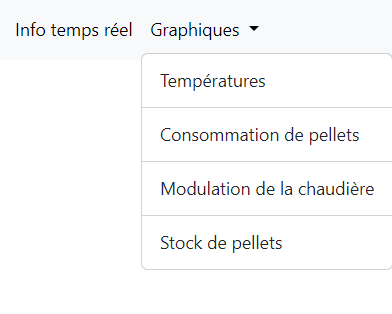 Info temps réel Graphiques
Températures
Consommation de pellets
Modulation de la chaudière
Stock de pellets